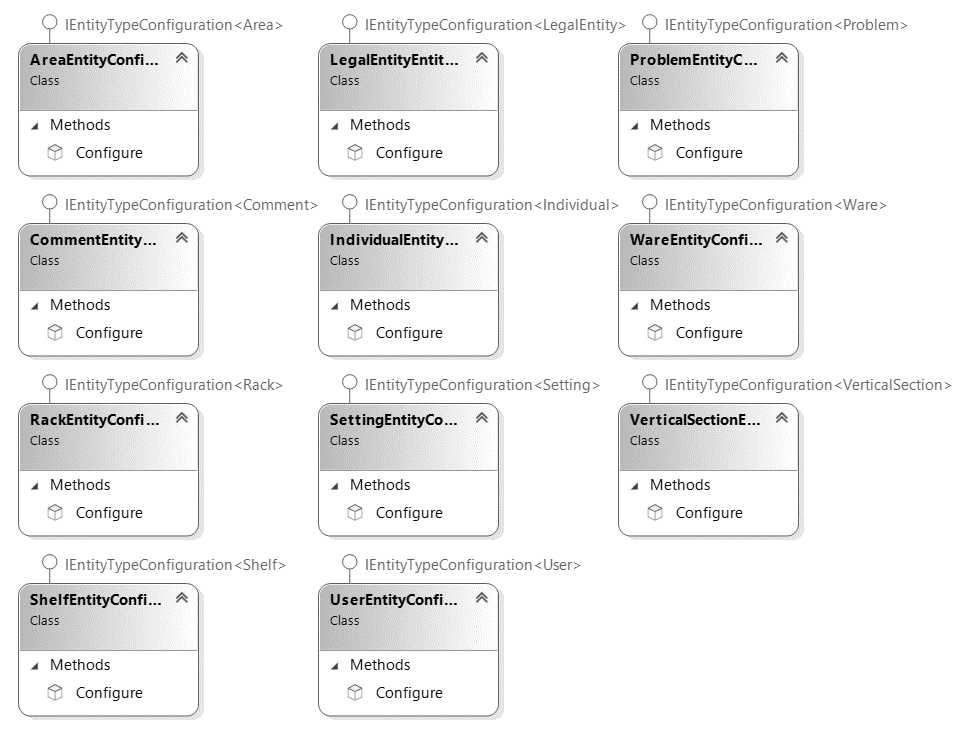 IEntityTypeConfiguration<Area>
AreaEntityConfi...
Class
Methods
Configure
IEntityTypeConfiguration<LegalEntity>
LegalEntityEntit...
Class
Methods
Configure
IEntityTypeConfiguration<Problem>
ProblemEntityC...
Class
Methods
Configure
IEntityTypeConfiguration<Comment>
CommentEntity...
Class
Methods
Configure
IEntityTypeConfiguration<Individual>
IndividualEntity...
Class
Methods
Configure
IEntityTypeConfiguration<Ware>
WareEntityConfi...
Class
Methods
Configure
IEntityTypeConfiguration<Rack>
RackEntityConfi...
Class
Methods
Configure
IEntityTypeConfiguration<Setting>
SettingEntityCo...
Class
Methods
Configure
IEntityTypeConfiguration<VerticalSection>
VerticalSectionE...
Class
Methods
Configure
IEntityTypeConfiguration<Shelf>
ShelfEntityConfi...
Class
Methods
Configure
IEntityTypeConfiguration<User>
UserEntityConfi...
Class
Methods
Configure